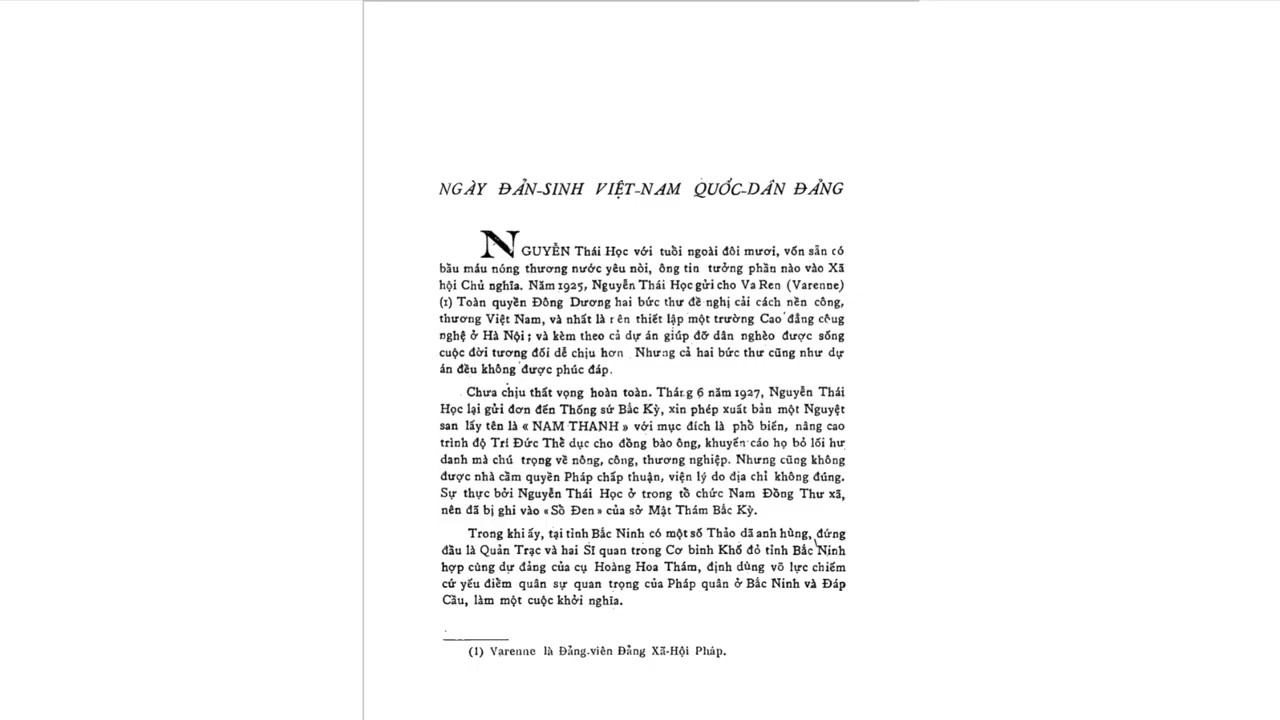 NGÀY ĐẢN-SINH VIỆT-NAM QUỐC-DÂN ĐẢNG
NGUYỄN Thái Học với tuổi ngoài đôi mươi, vốn sẵn có
bầu máu nóng thương nước yêu nòi, ông tin tưởng phần nào vào Xã
hội Chủ nghĩa. Năm 1925, Nguyễn Thái Học gửi cho Va Ren (Varenne)
(1) Toàn quyền Đông Dương hai bức thư đề nghị cải cách nền công,
thương Việt Nam, và nhất là nên thiết lập một trường Cao đẳng công
nghệ ở Hà Nội ; và kèm theo cả dự án giúp đỡ dân nghèo được sống
cuộc đời tương đối dễ chịu hơn Nhưng cả hai bức thư cũng như dự
án đều không được phúc đáp.
Chưa chịu thất vọng hoàn toàn. Tháng 6 năm 1927, Nguyễn Thái
Học lại gửi đơn đến Thống sứ Bắc Kỳ, xin phép xuất bản một Nguyệt
san lấy tên là « NAM THANH » với mục đích là phổ biến, nâng cao
trình độ Trí Đức Thể dục cho đồng bào ông, khuyến cáo họ bỏ lối hư
danh mà chú trọng về nông, công, thương nghiệp. Nhưng cũng không
được nhà cầm quyền Pháp chấp thuận, viện lý do địa chỉ không đúng.
Sự thực bởi Nguyễn Thái Học ở trong tổ chức Nam Đồng Thư xã,
nên đã bị ghi vào « Sổ Đen » của sở Mật Thám Bắc Kỳ.
Trong khi ấy, tại tỉnh Bắc Ninh có một số Thảo dã anh hùng, đứng
đầu là Quản Trạc và hai Sĩ quan trong Cơ binh Khố đỏ tỉnh Bắc Ninh
hợp cùng dư đảng của cụ Hoàng Hoa Thám, định dùng võ lực chiếm
cứ yếu điểm quân sự quan trọng của Pháp quân ở Bắc Ninh và Đáp
Cầu, làm một cuộc khởi nghĩa.
(1) Varenne là Đảng-viên Đảng Xã-Hội Pháp.